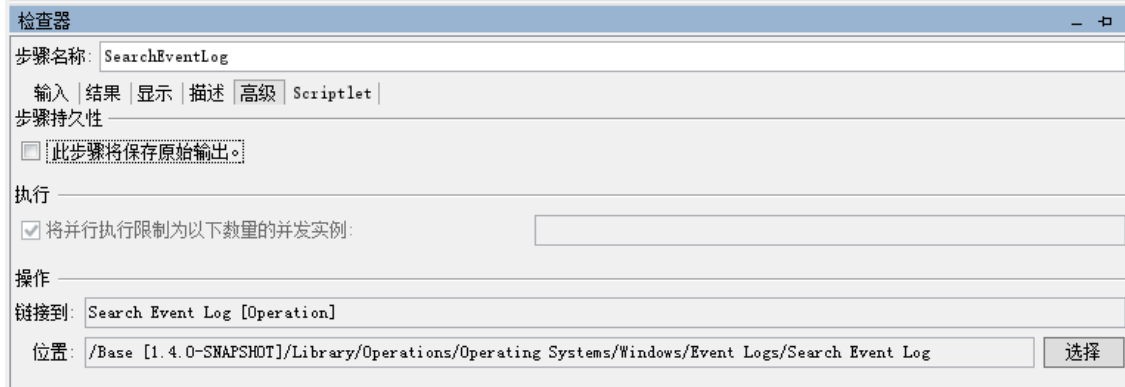 检查器
步骤名称: SearchEventLog
输入 | 结果 | 显示 | 描述 | 高级 | Scriptlet |
步骤持久性
此步骤将保存原始输出。
执行
将并行执行限制为以下数量的并发实例:
操作
链接到: Search Event Log [Operation]
位置: /Base [1.4.0-SNAPSHOT]/Library/Operations/Operating Systems/Windows/Event Logs/Search Event Log 选择